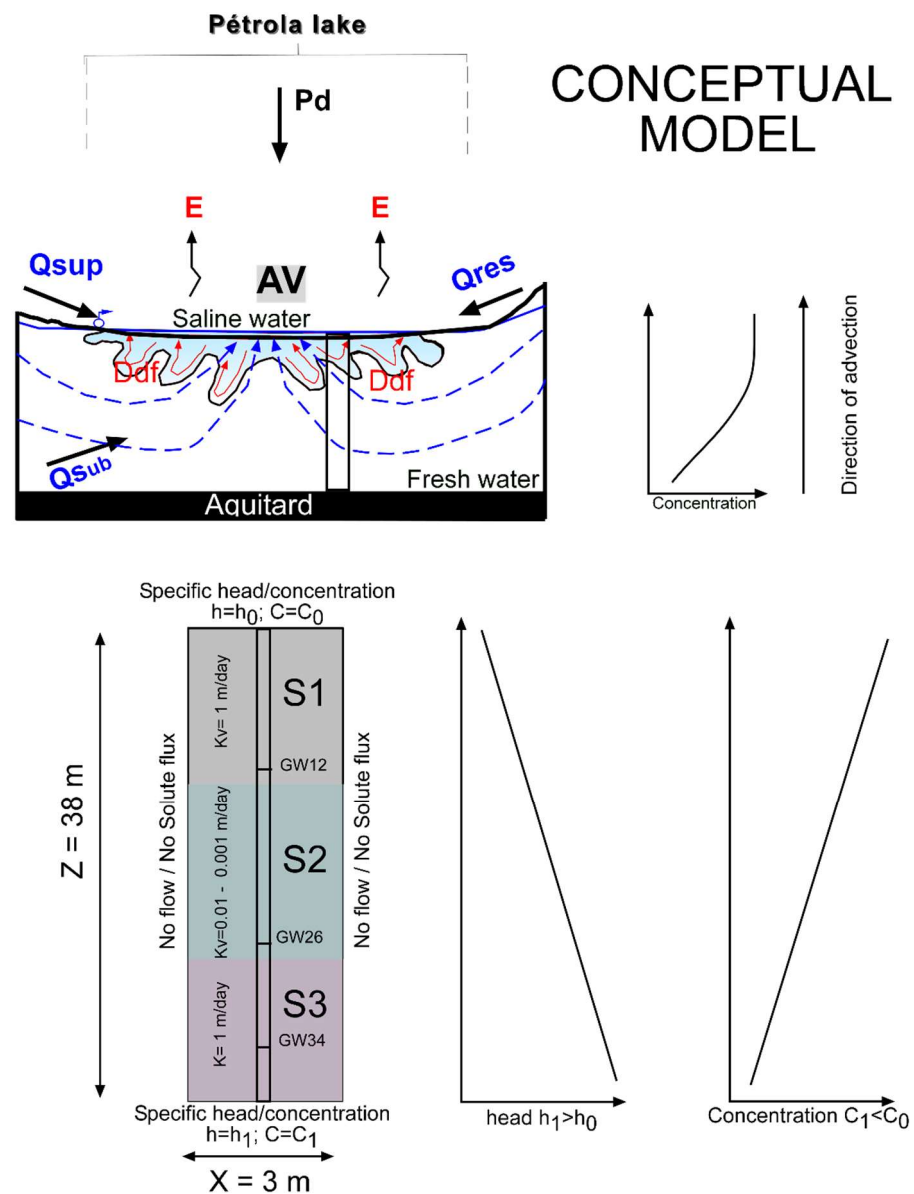 Pétrola lake
CONCEPTUAL
MODEL
Pd
E
E
Qsup
AV
Qres
Saline water
Ddf
Ddf
Qsub
Fresh water
Aquitard
Concentration
Direction of advection
Specific head/concentration
h=h0; C=C0
Z = 38 m
No flow / No Solute flux
Kv= 1 m/day
S1
GW12
Kv=0.01 - 0.001 m/day
S2
GW26
K= 1 m/day
S3
GW34
No flow / No Solute flux
Specific head/concentration
h=h1; C=C1
X = 3 m
head h1>h0
Concentration C1<C0